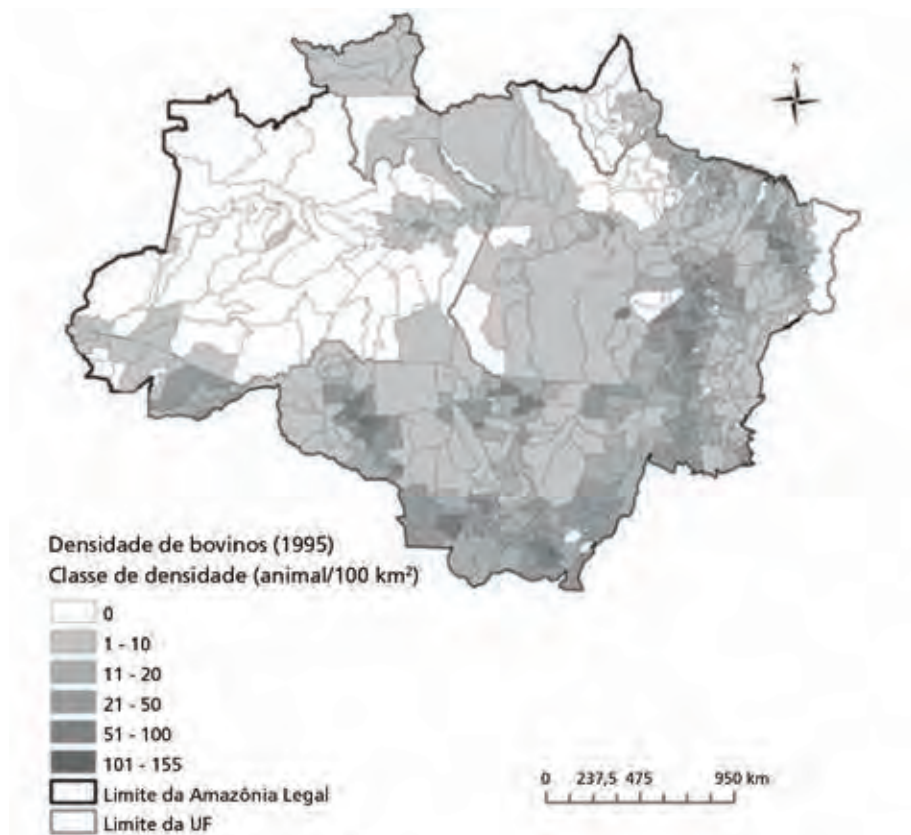 N
Densidade de bovinos (1995)
Classe de densidade (animal/100 km²)
0
1 - 10
11 - 20
21 - 50
51 - 100
101 - 155
Limite da Amazônia Legal
Limite da UF
0 237,5 475 950 km